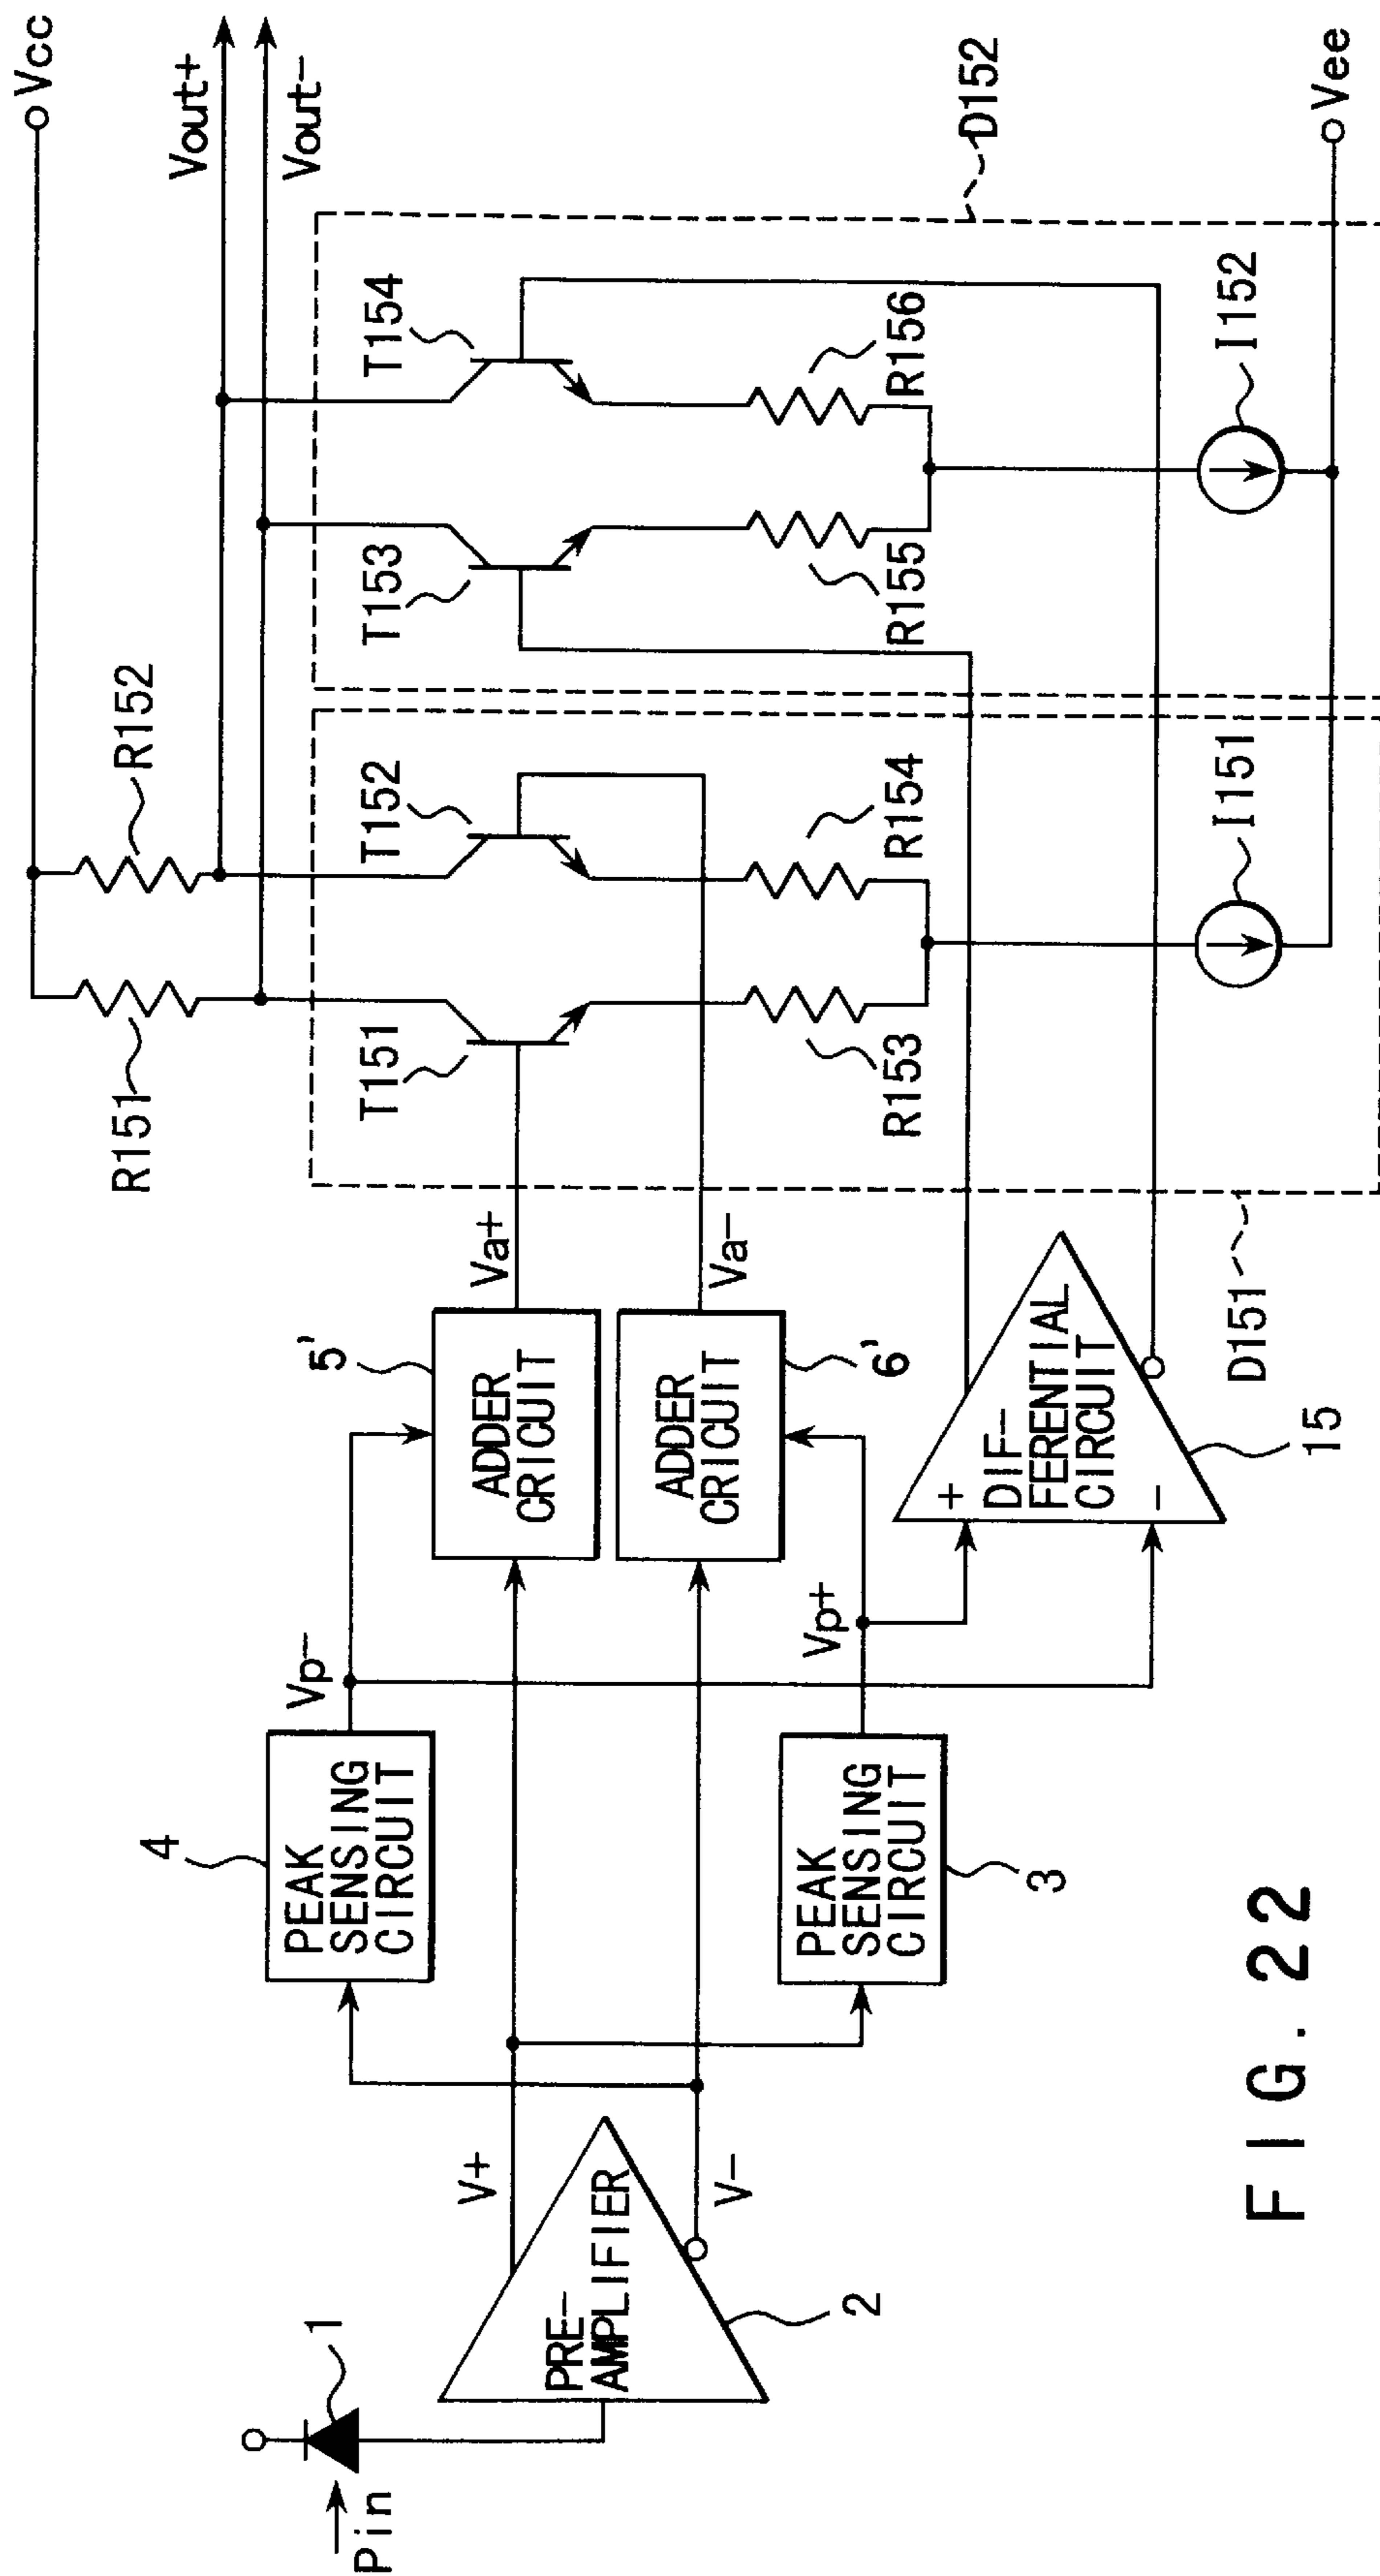 Vcc
Vout+
Vout-
R151
R152
T151
T152
T153
T154
D152
R153
R154
R155
R156
I151
I152
Vee
D151
Va+
Va-
5'
ADDER
CRICUIT
6'
ADDER
CRICUIT
+
-
DIF-
FERENTIAL
CIRCUIT
15
Vp-
Vp+
4
PEAK
SENSING
CIRCUIT
3
PEAK
SENSING
CIRCUIT
V+
V-
PRE-
AMPLIFIER
2
1
Pin
FIG. 22